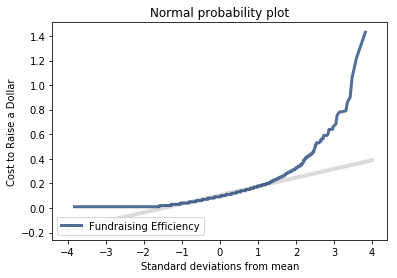 Normal probability plot
Cost to Raise a Dollar
1.4
1.2
1.0
0.8
0.6
0.4
0.2
0.0
−0.2
Fundraising Efficiency
−4 −3 −2 −1 0 1 2 3 4
Standard deviations from mean